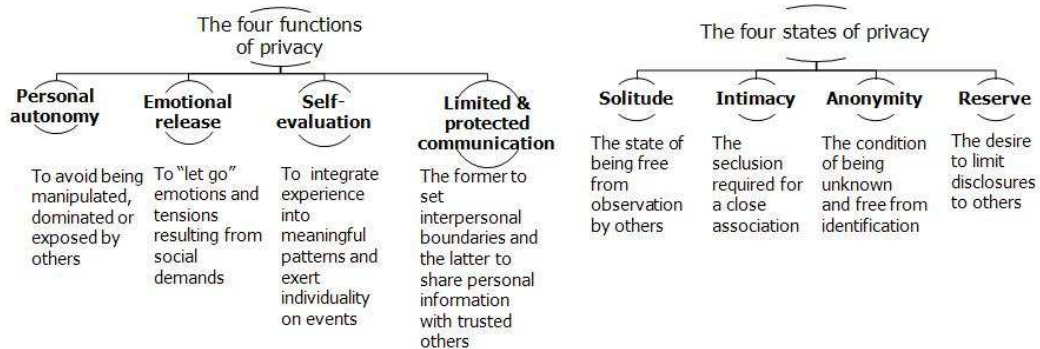 The four functions
of privacy
Personal
autonomy
To avoid being
manipulated,
dominated or
exposed by
others
Emotional
release
To “let go”
emotions and
tensions
resulting from
social
demands
Self-
evaluation
To integrate
experience
into
meaningful
patterns and
exert
individuality
on events
Limited &
protected
communication
The former to
set
interpersonal
boundaries and
the latter to
share personal
information
with trusted
others
The four states of privacy
Solitude
The state of
being free
from
observation
by others
Intimacy
The
seclusion
required for
a close
association
Anonymity
The condition
of being
unknown
and free from
identification
Reserve
The desire
to limit
disclosures
to others